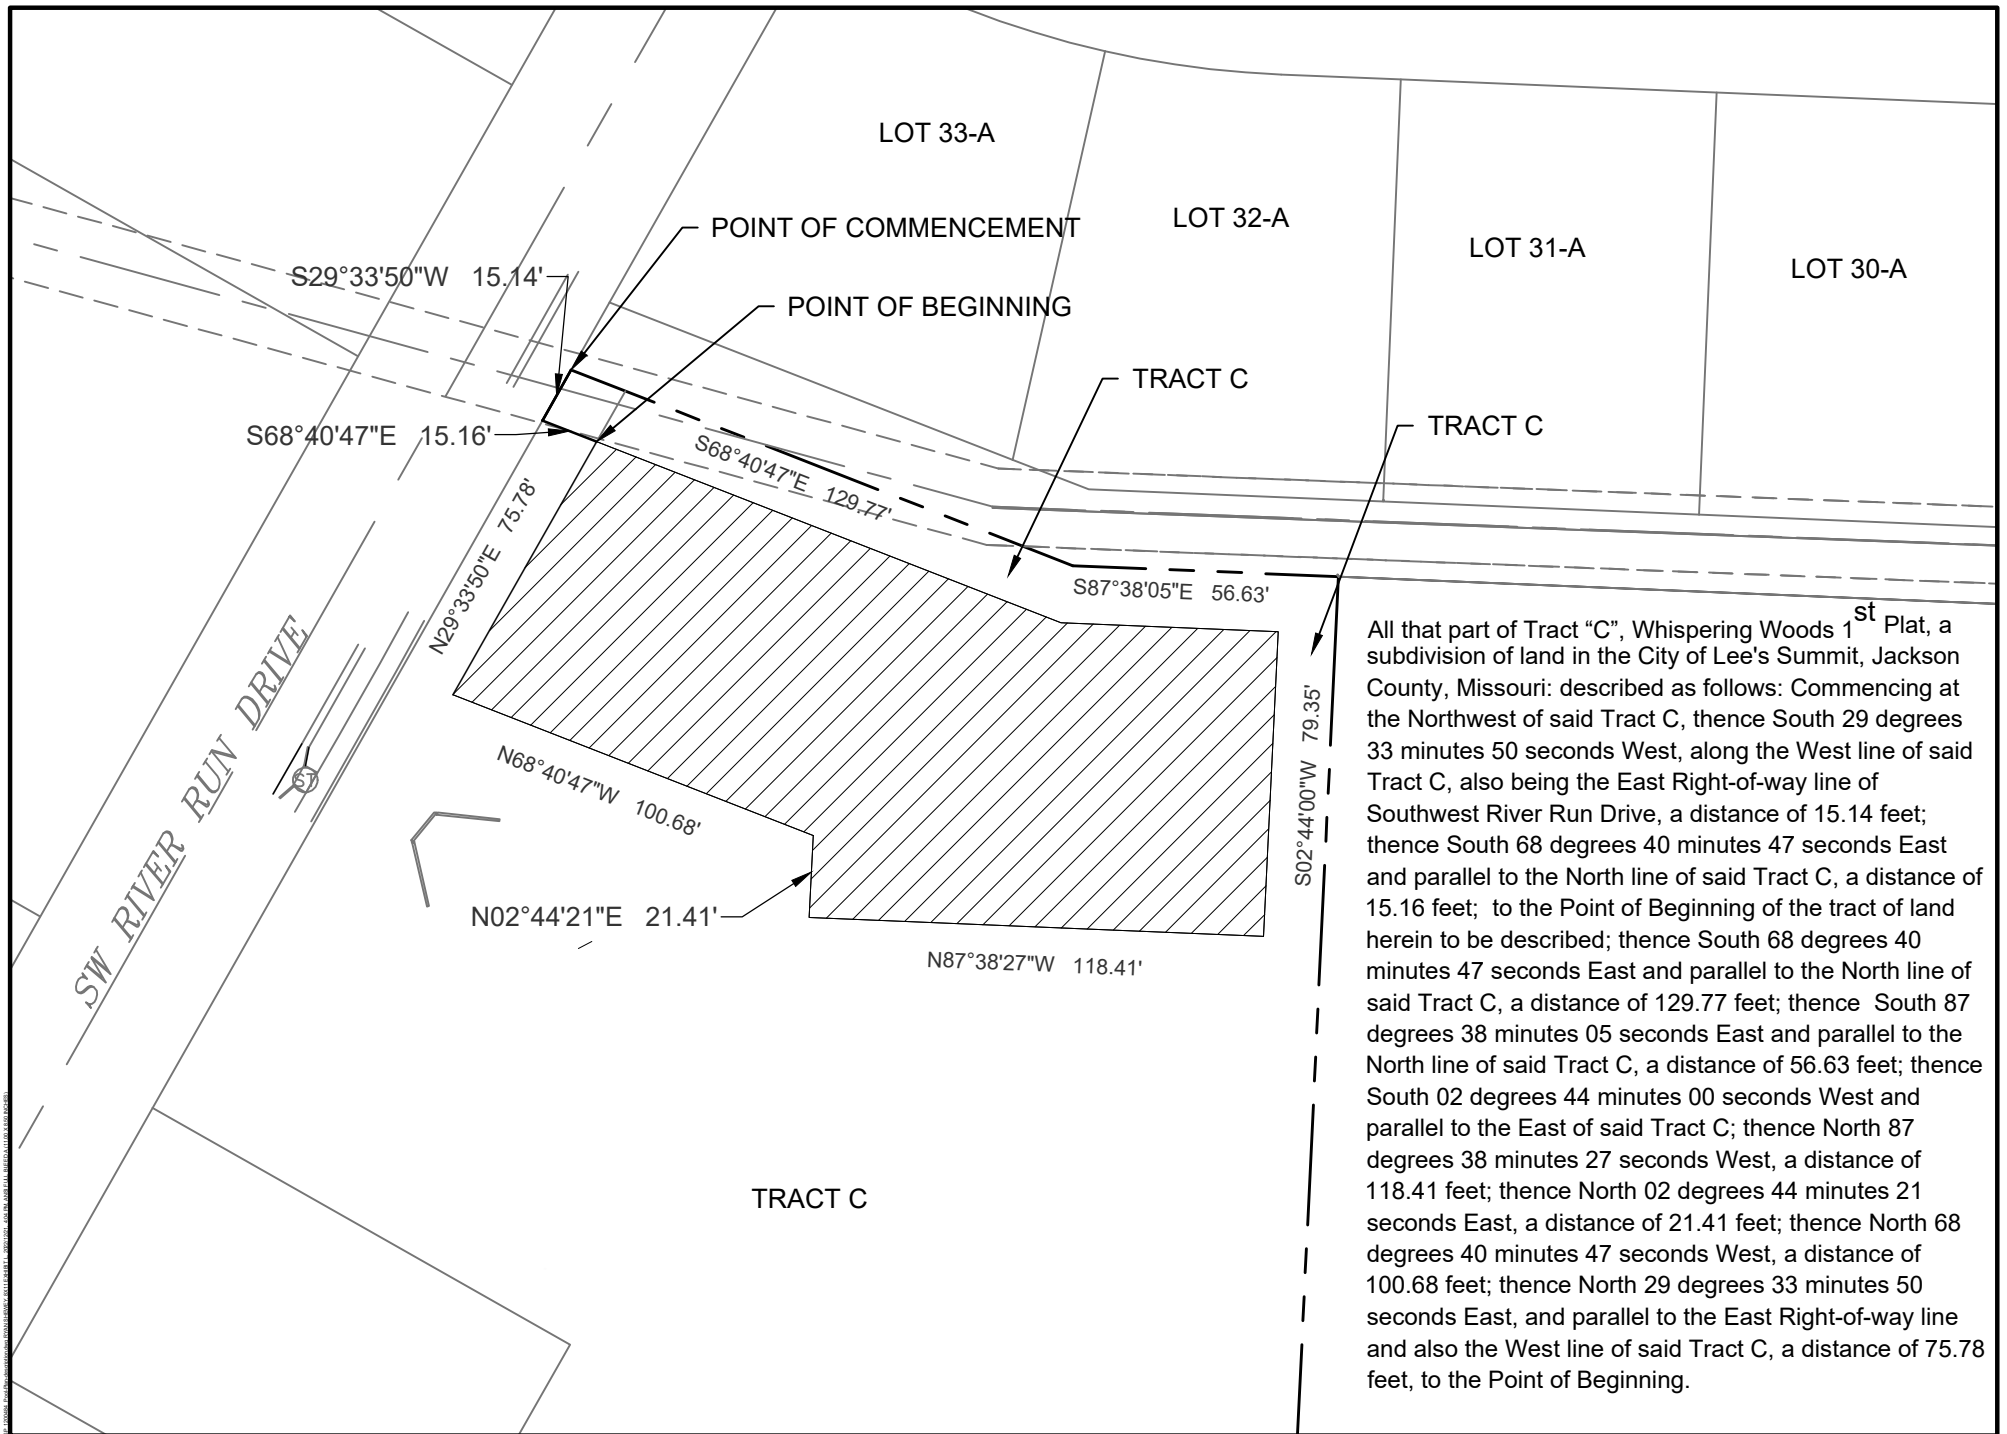 LOT 33-A
LOT 32-A
LOT 31-A
LOT 30-A
POINT OF COMMENCEMENT
S29°33'50"W 15.14'
POINT OF BEGINNING
TRACT C
TRACT C
S68°40'47"E 15.16'
S68°40'47"E 129.77'
N29°33'50"E 75.78'
S87°38'05"E 56.63'
S02°44'00"W 79.35'
SW RIVER RUN DRIVE
ST
N68°40'47"W 100.68'
N02°44'21"E 21.41'
N87°38'27"W 118.41'
TRACT C
All that part of Tract “C”, Whispering Woods 1st Plat, a
subdivision of land in the City of Lee's Summit, Jackson
County, Missouri: described as follows: Commencing at
the Northwest of said Tract C, thence South 29 degrees
33 minutes 50 seconds West, along the West line of said
Tract C, also being the East Right-of-way line of
Southwest River Run Drive, a distance of 15.14 feet;
thence South 68 degrees 40 minutes 47 seconds East
and parallel to the North line of said Tract C, a distance of
15.16 feet; to the Point of Beginning of the tract of land
herein to be described; thence South 68 degrees 40
minutes 47 seconds East and parallel to the North line of
said Tract C, a distance of 129.77 feet; thence South 87
degrees 38 minutes 05 seconds East and parallel to the
North line of said Tract C, a distance of 56.63 feet; thence
South 02 degrees 44 minutes 00 seconds West and
parallel to the East of said Tract C; thence North 87
degrees 38 minutes 27 seconds West, a distance of
118.41 feet; thence North 02 degrees 44 minutes 21
seconds East, a distance of 21.41 feet; thence North 68
degrees 40 minutes 47 seconds West, a distance of
100.68 feet; thence North 29 degrees 33 minutes 50
seconds East, and parallel to the East Right-of-way line
and also the West line of said Tract C, a distance of 75.78
feet, to the Point of Beginning.